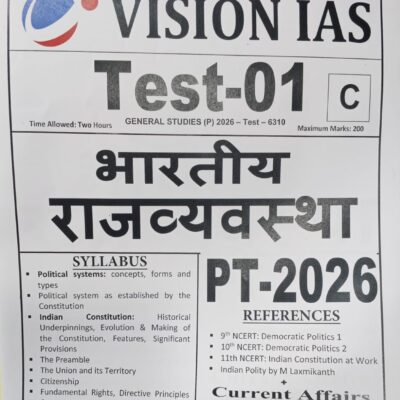 VISION IAS
Test-01
C
Time Allowed: Two Hours
GENERAL STUDIES (P) 2026 – Test – 6310
Maximum Marks: 200
भारतीय
राजव्यवस्था
SYLLABUS
• Political systems: concepts, forms and
types
• Political system as established by the
Constitution
• Indian Constitution: Historical
Underpinnings, Evolution & Making of
the Constitution, Features, Significant
Provisions
• The Preamble
• The Union and its Territory
• Citizenship
• Fundamental Rights, Directive Principles
PT-2026
REFERENCES
• 9th NCERT: Democratic Politics 1
• 10th NCERT: Democratic Politics 2
• 11th NCERT: Indian Constitution at Work
• Indian Polity by M Laxmikanth
+
Current Affairs